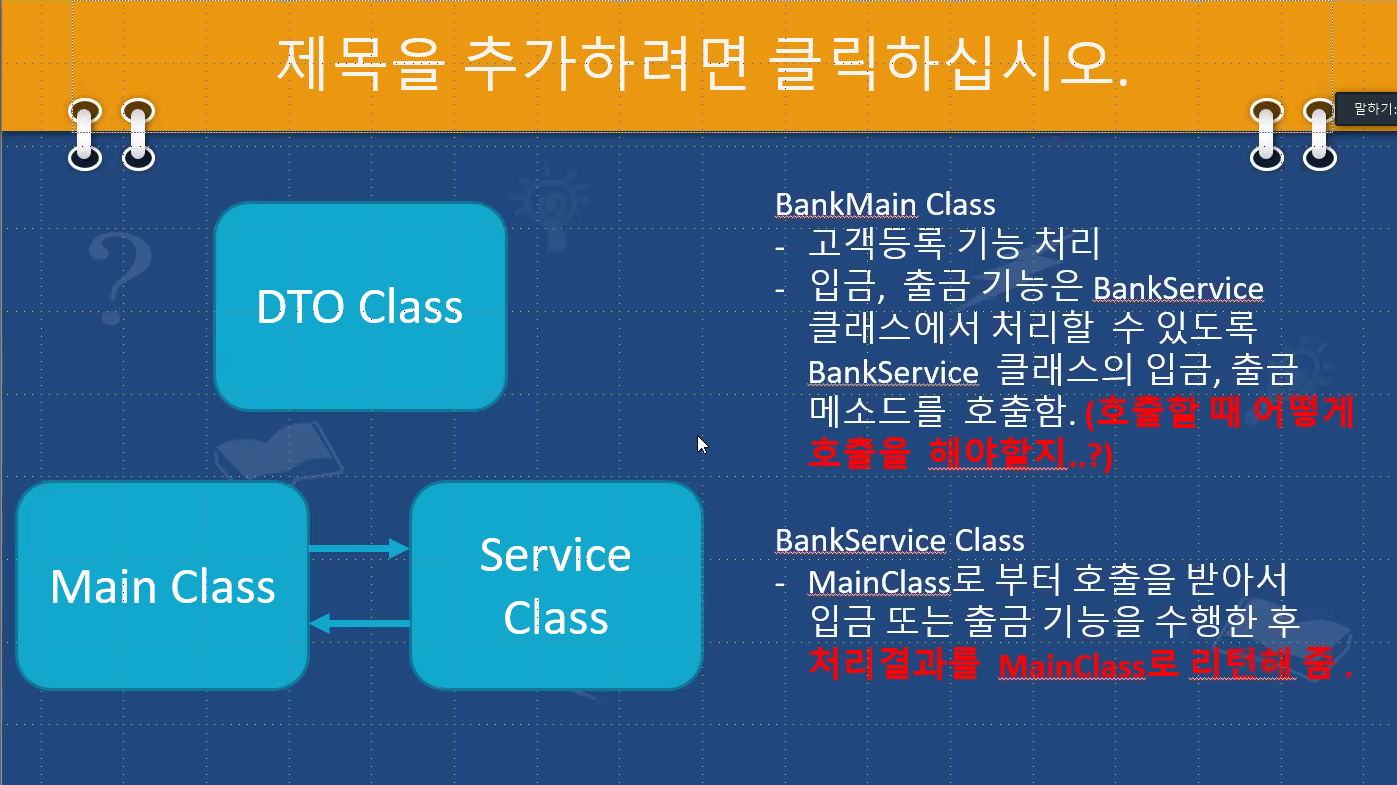 제목을 추가하려면 클릭하십시오.
말하기:
DTO Class
Main Class
Service
Class
BankMain Class
- 고객등록 기능 처리
- 입금, 출금 기능은 BankService
클래스에서 처리할 수 있도록
BankService 클래스의 입금, 출금
메소드를 호출함. (호출할 때 어떻게
호출을 해야할지..?)
BankService Class
- MainClass로 부터 호출을 받아서
입금 또는 출금 기능을 수행한 후
처리결과를 MainClass로 리턴해 줌 .